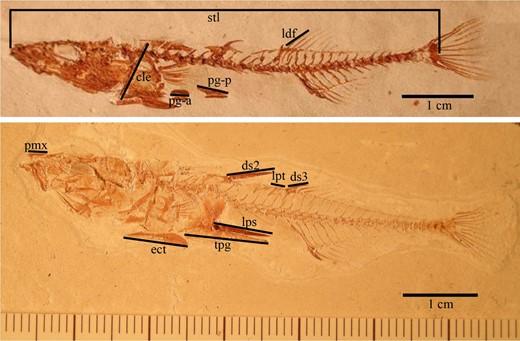 stl
ldf
cle
pg-p
pg-a
1 cm
pmx
ds2
lpt
ds3
lps
tpg
ect
1 cm